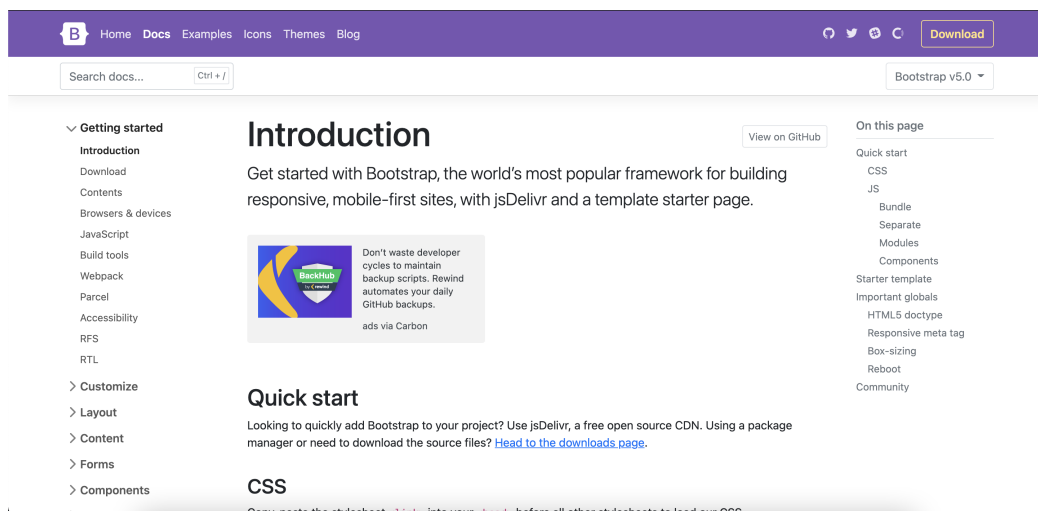 B Home Docs Examples Icons Themes Blog Download
Search docs... Ctrl + / Bootstrap v5.0
Getting started
Introduction
Download
Contents
Browsers & devices
JavaScript
Build tools
Webpack
Parcel
Accessibility
RFS
RTL
Customize
Layout
Content
Forms
Components
Introduction
View on GitHub
Get started with Bootstrap, the world's most popular framework for building
responsive, mobile-first sites, with jsDelivr and a template starter page.
BackHub
by rewind
Don't waste developer
cycles to maintain
backup scripts. Rewind
automates your daily
GitHub backups.
ads via Carbon
Quick start
Looking to quickly add Bootstrap to your project? Use jsDelivr, a free open source CDN. Using a package
manager or need to download the source files? Head to the downloads page.
CSS
On this page
Quick start
CSS
JS
Bundle
Separate
Modules
Components
Starter template
Important globals
HTML5 doctype
Responsive meta tag
Box-sizing
Reboot
Community